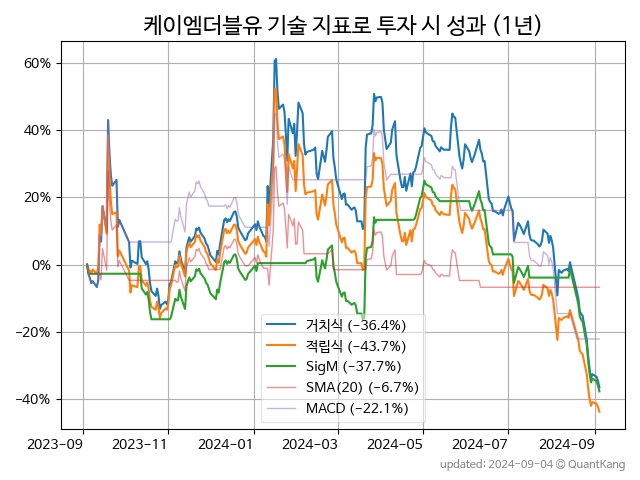 케이엠더블유 기술 지표로 투자 시 성과 (1년)
60%
40%
20%
0%
−20%
−40%
거치식 (−36.4%)
적립식 (−43.7%)
SigM (−37.7%)
SMA(20) (−6.7%)
MACD (−22.1%)
2023-09 2023-11 2024-01 2024-03 2024-05 2024-07 2024-09
updated: 2024-09-04 © QuantKang